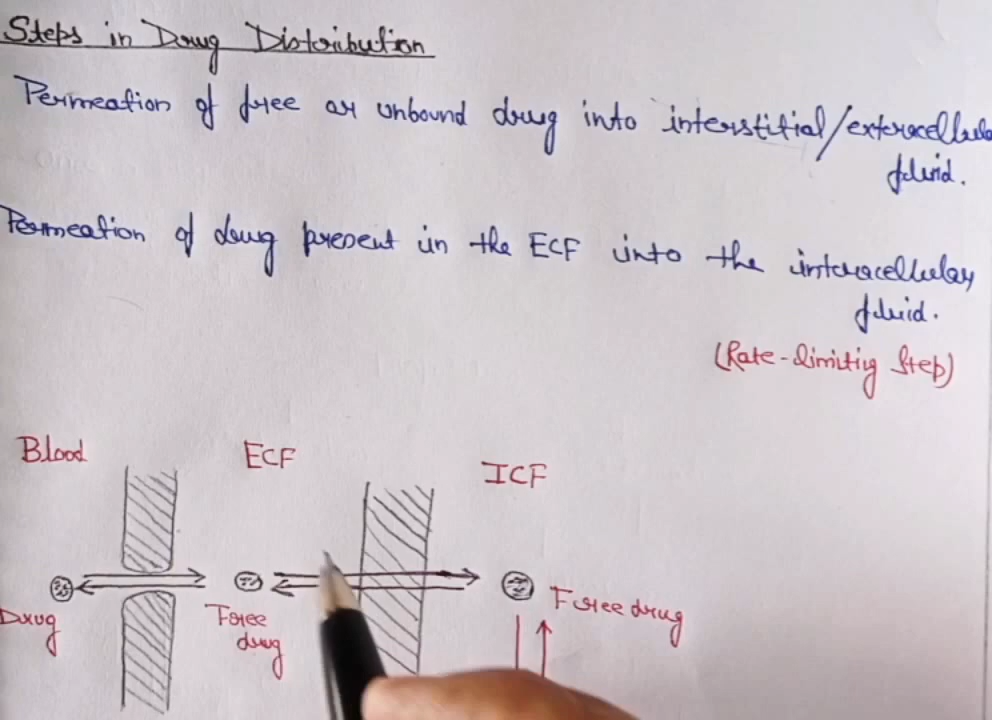 Steps in Drug Distribution
Permeation of free or unbound drug into interstitial/extracellular
fluid.
Permeation of drug present in the ECF into the intracellular
fluid.
(Rate-limiting Step)
Blood
ECF
ICF
Drug
Free
drug
Free drug